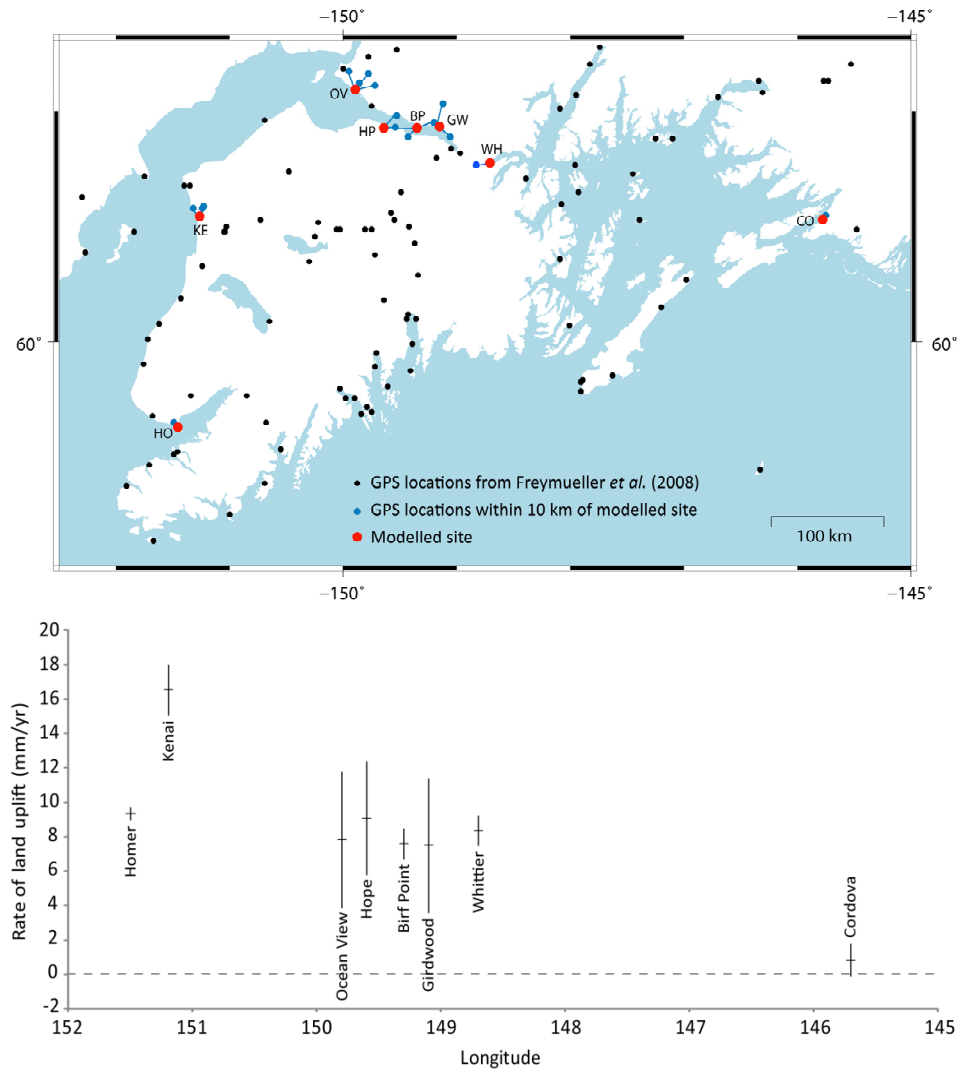 −150˚
−145˚
OV
HP
BP
GW
WH
KE
CO
60˚
60˚
HO
GPS locations from Freymueller et al. (2008)
GPS locations within 10 km of modelled site
Modelled site
100 km
−150˚
−145˚
20
18
16
14
12
10
8
6
4
2
0
-2
Rate of land uplift (mm/yr)
Homer
Kenai
Ocean View
Hope
Birf Point
Girdwood
Whittier
Cordova
152
151
150
149
148
147
146
145
Longitude